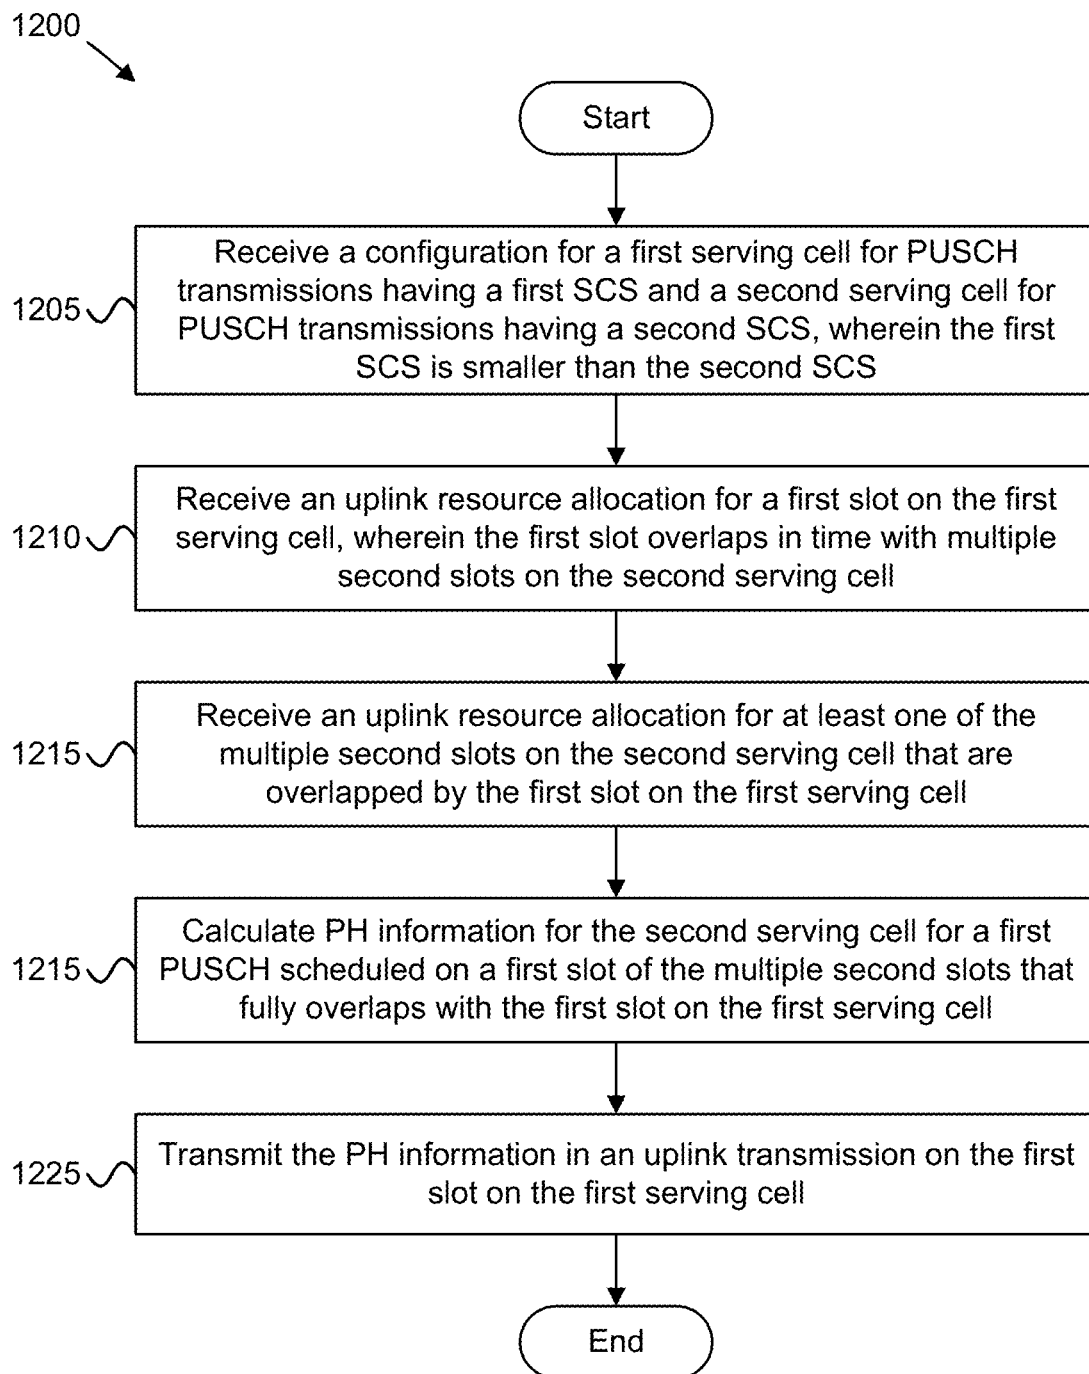 1200
Start
1205
Receive a configuration for a first serving cell for PUSCH
transmissions having a first SCS and a second serving cell for
PUSCH transmissions having a second SCS, wherein the first
SCS is smaller than the second SCS
1210
Receive an uplink resource allocation for a first slot on the first
serving cell, wherein the first slot overlaps in time with multiple
second slots on the second serving cell
1215
Receive an uplink resource allocation for at least one of the
multiple second slots on the second serving cell that are
overlapped by the first slot on the first serving cell
1215
Calculate PH information for the second serving cell for a first
PUSCH scheduled on a first slot of the multiple second slots that
fully overlaps with the first slot on the first serving cell
1225
Transmit the PH information in an uplink transmission on the first
slot on the first serving cell
End